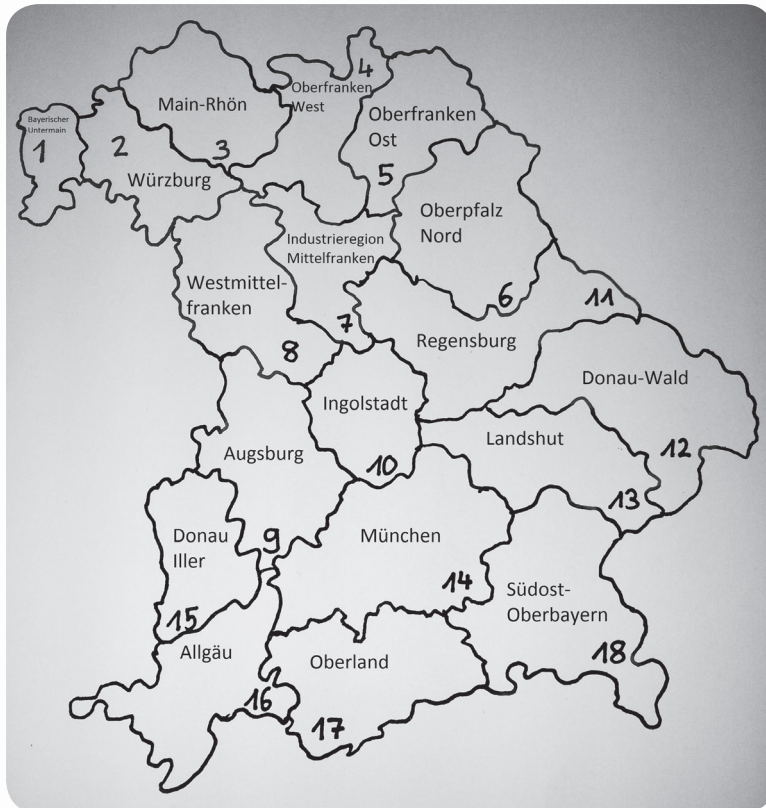 4
Oberfranken
West
Main-Rhön
Oberfranken
Ost
Bayerischer
Untermain
1
2
3
Würzburg
5
Oberpfalz
Nord
Industrieregion
Mittelfranken
Westmittel-
franken
6
11
7
8
Regensburg
Donau-Wald
Ingolstadt
Landshut
Augsburg
12
10
13
Donau
Iller
9
München
14
Südost-
Oberbayern
15
Allgäu
Oberland
18
16
17